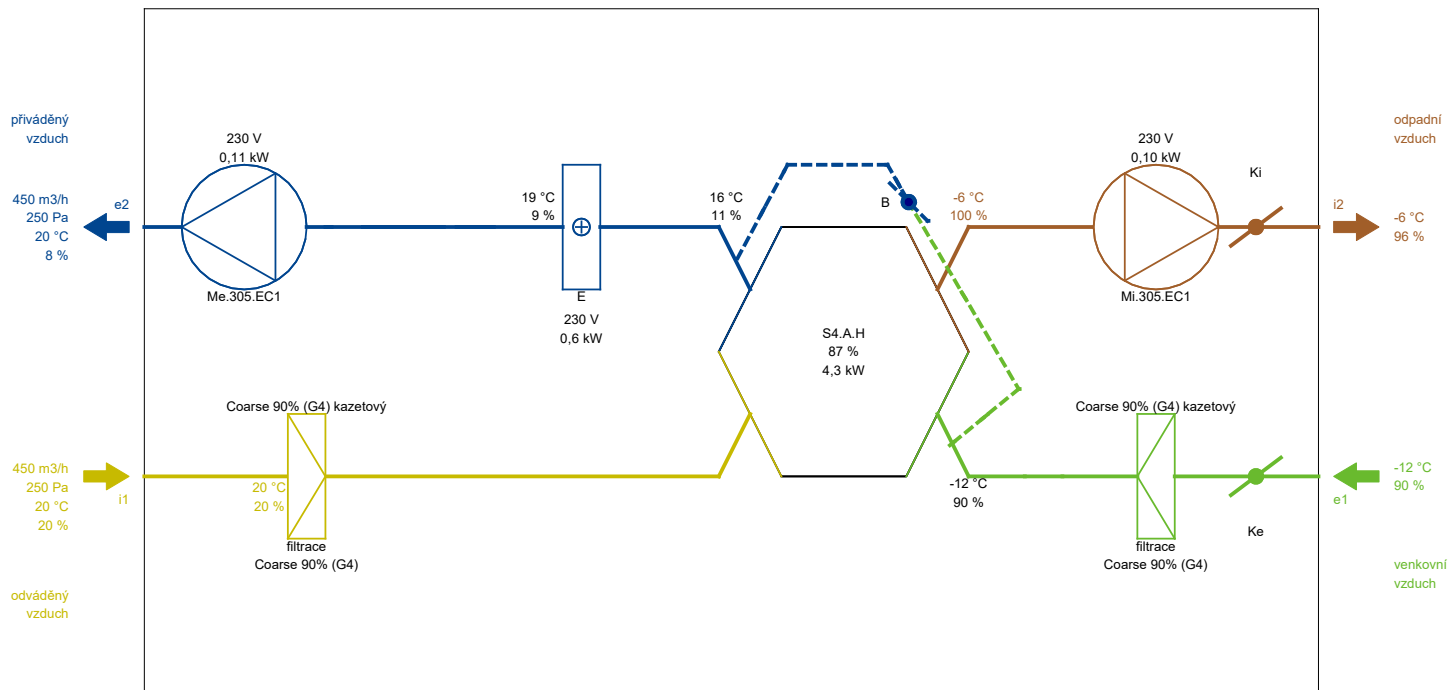 přiváděný
vzduch
450 m3/h
250 Pa
20 °C
8 %
e2
230 V
0,11 kW
Me.305.EC1
19 °C
9 %
E
230 V
0,6 kW
16 °C
11 %
B
-6 °C
100 %
230 V
0,10 kW
Mi.305.EC1
Ki
i2
odpadní
vzduch
-6 °C
96 %
S4.A.H
87 %
4,3 kW
450 m3/h
250 Pa
20 °C
20 %
i1
odváděný
vzduch
Coarse 90% (G4) kazetový
20 °C
20 %
filtrace
Coarse 90% (G4)
-12 °C
90 %
Coarse 90% (G4) kazetový
filtrace
Coarse 90% (G4)
Ke
e1
-12 °C
90 %
venkovní
vzduch